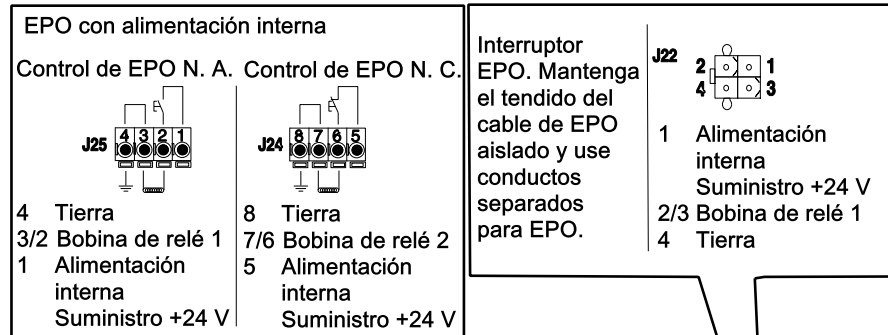 EPO con alimentación interna
Control de EPO N. A.
J25
4 3 2 1
4 Tierra
3/2 Bobina de relé 1
1 Alimentación
interna
Suministro +24 V
Control de EPO N. C.
J24
8 7 6 5
8 Tierra
7/6 Bobina de relé 2
5 Alimentación
interna
Suministro +24 V
Interruptor
EPO. Mantenga
el tendido del
cable de EPO
aislado y use
conductos
separados
para EPO.
J22
2 1
4 3
1 Alimentación
interna
Suministro +24 V
2/3 Bobina de relé 1
4 Tierra